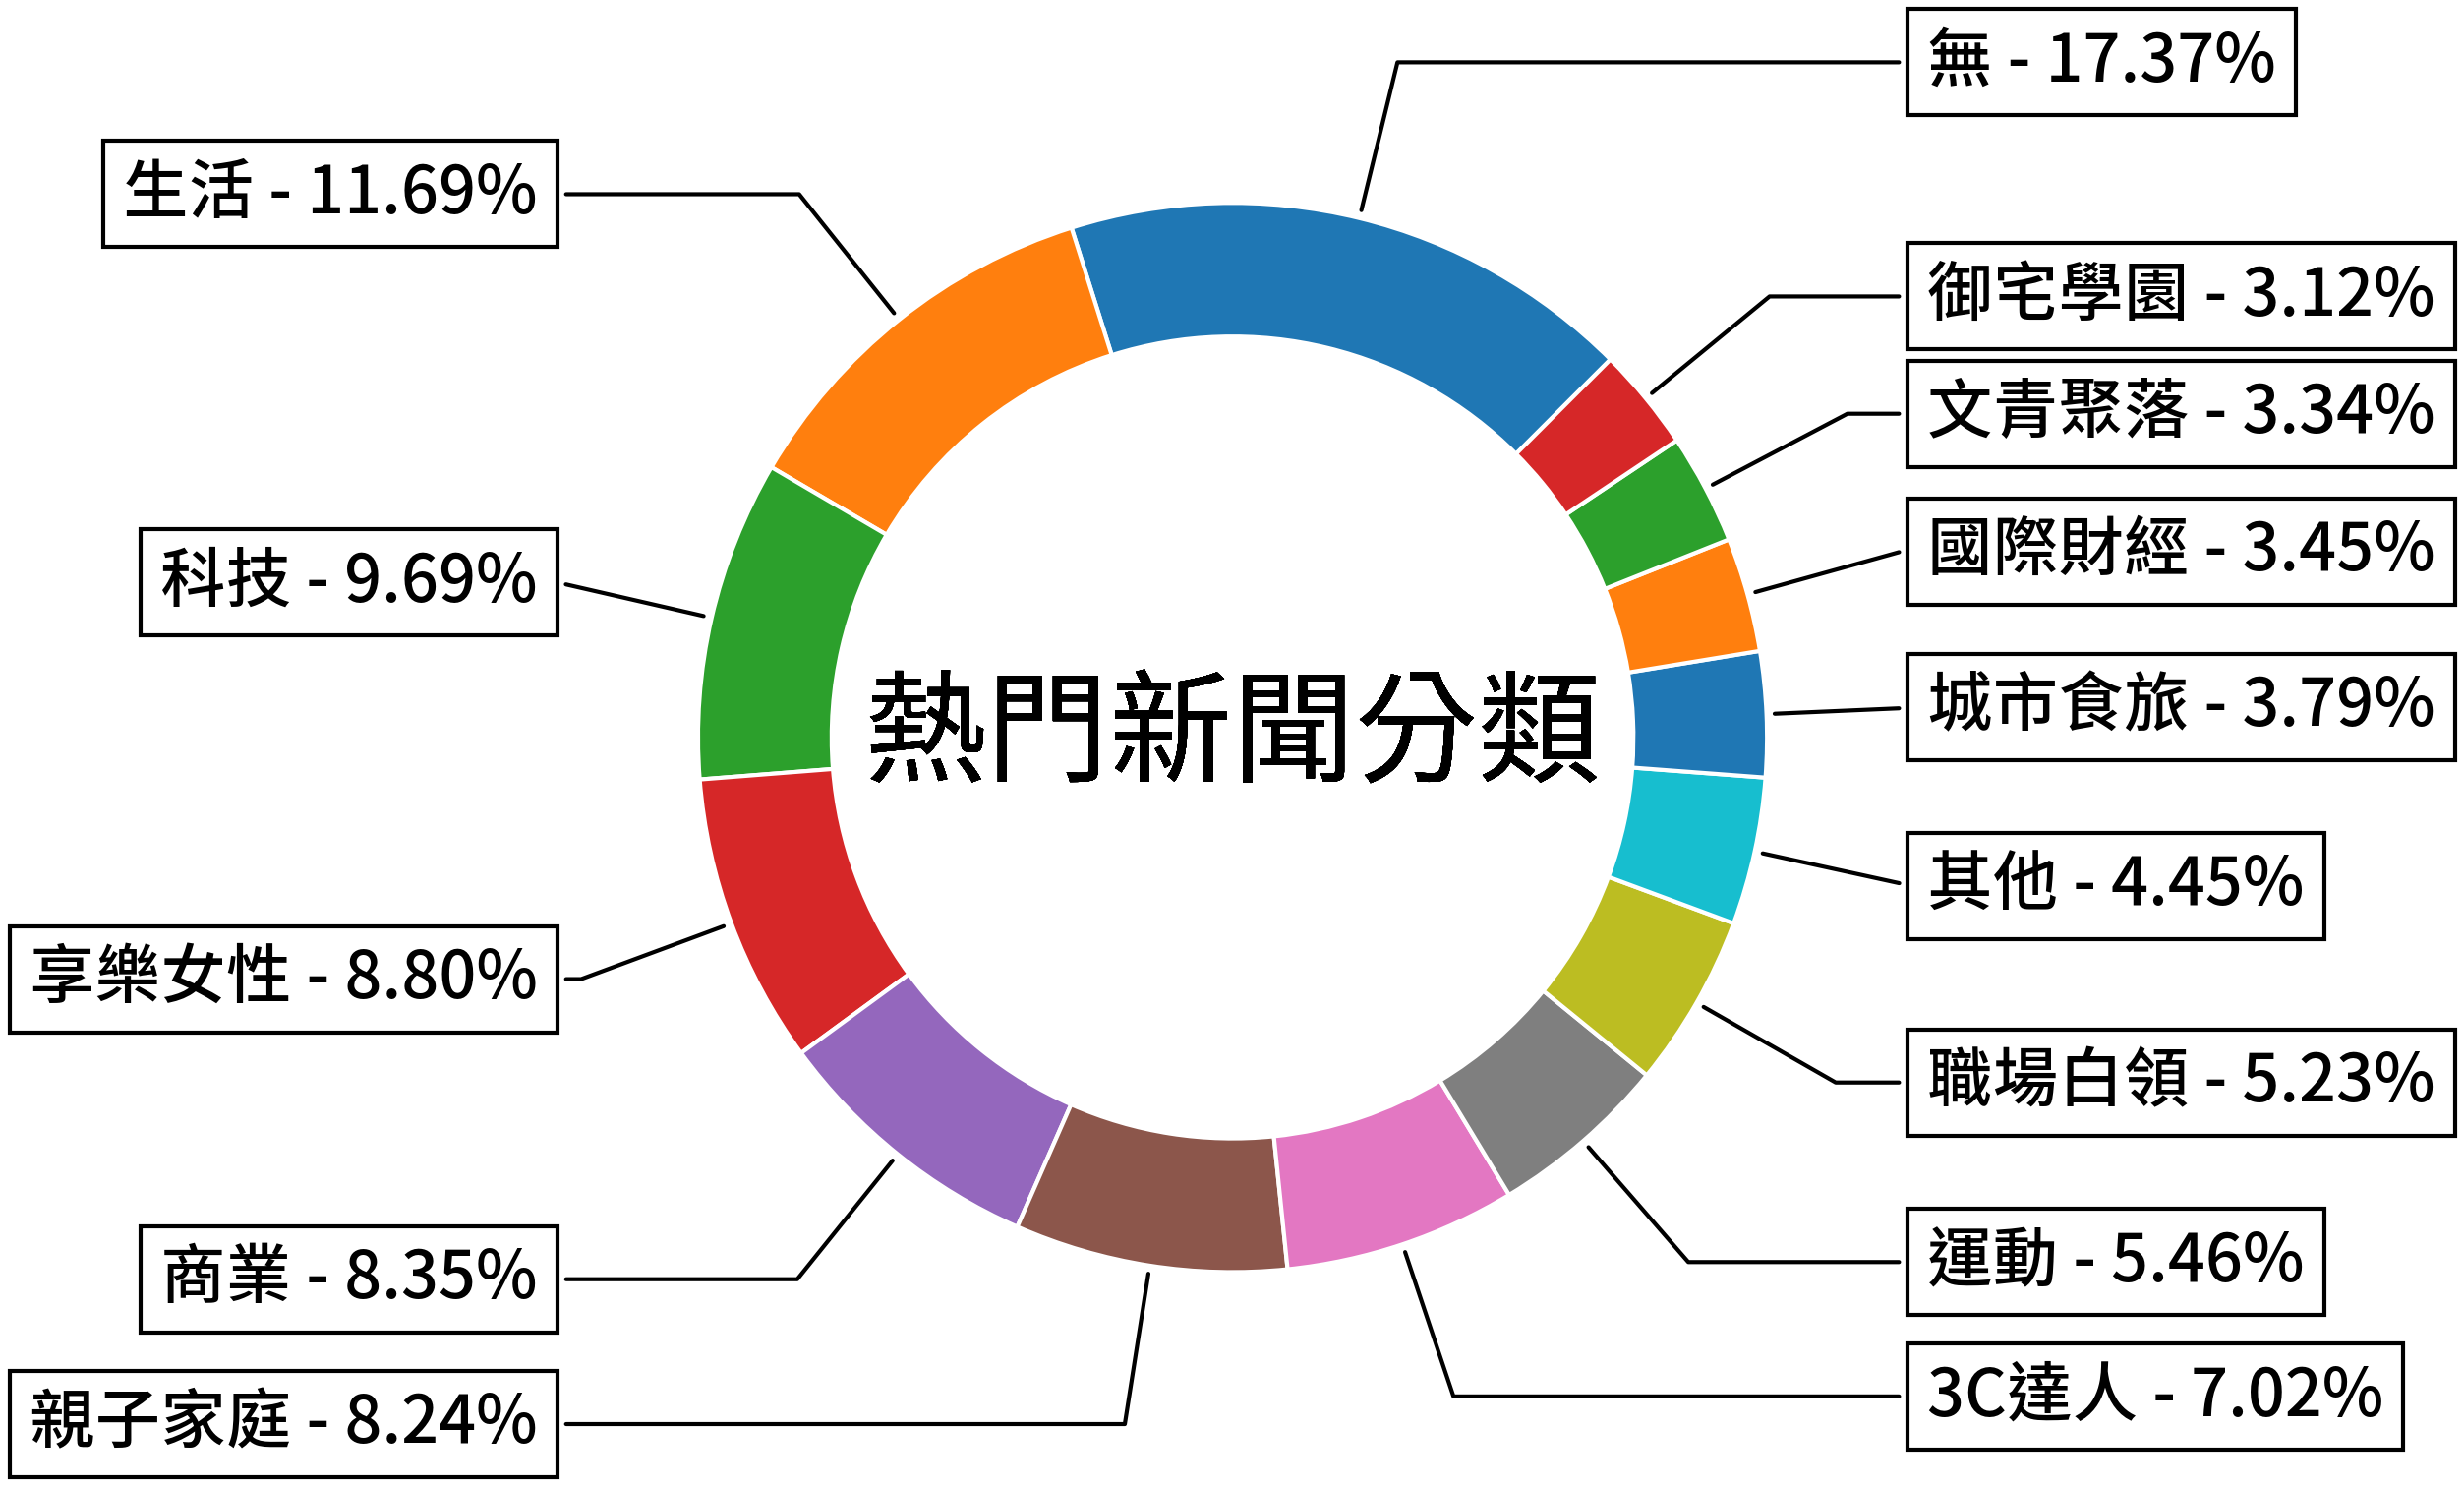 無 - 17.37%
生活 - 11.69%
御宅學園 - 3.12%
文青聚落 - 3.34%
國際財經 - 3.45%
科技 - 9.69%
城市食旅 - 3.79%
熱門新聞分類
其他 - 4.45%
享樂女性 - 8.80%
職場白領 - 5.23%
運動 - 5.46%
商業 - 8.35%
3C達人 - 7.02%
親子家庭 - 8.24%